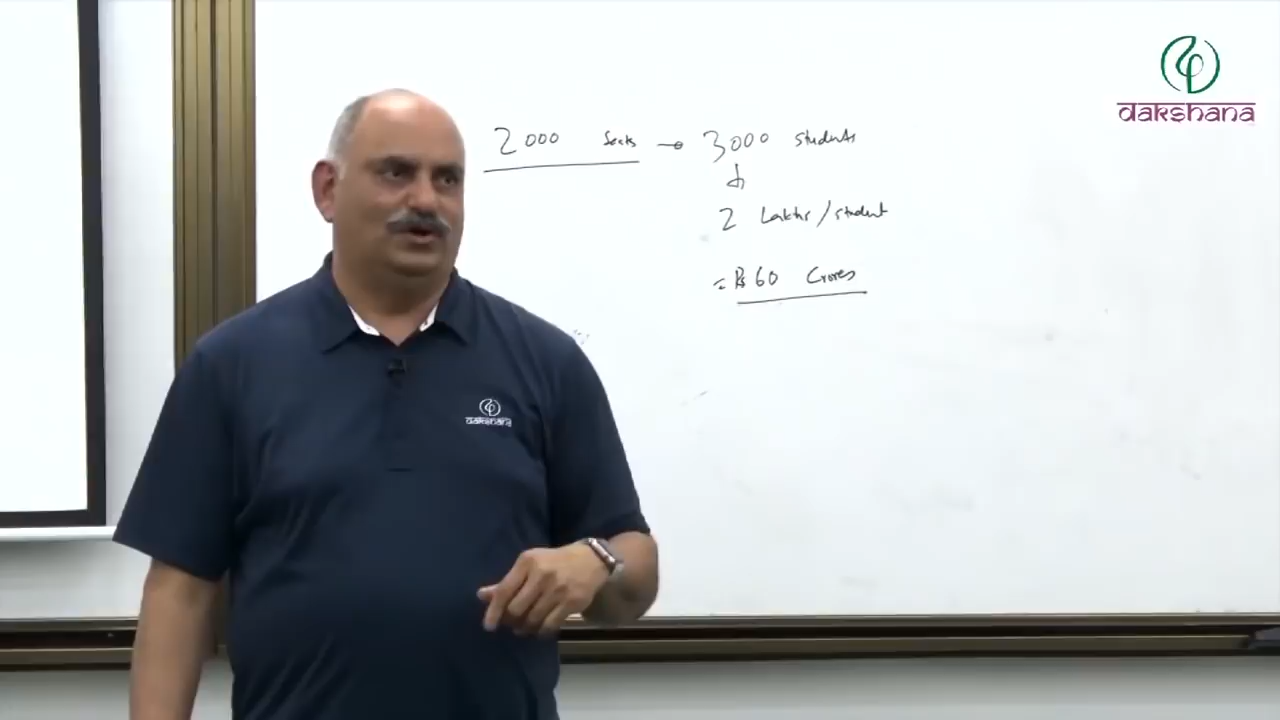 2000 Seats → 3000 students
2 Lakhs/student
= Rs 60 Crores
dakshana
dakshana